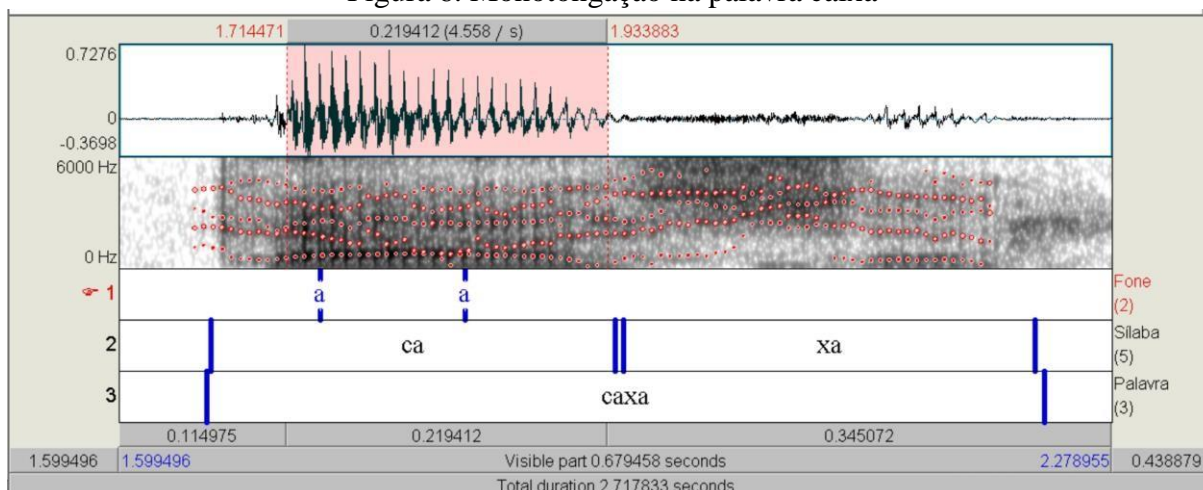 Figura 6: Monotongação na palavra caixa
1.714471 0.219412 (4.558 / s) 1.933883
0.7276
0
-0.3698
6000 Hz
0 Hz
1 a a Fone (2)
2 ca xa Sílaba (5)
3 caxa Palavra (3)
0.114975 0.219412 0.345072
1.599496 1.599496 Visible part 0.679458 seconds 2.278955 0.438879
Total duration 2.717833 seconds